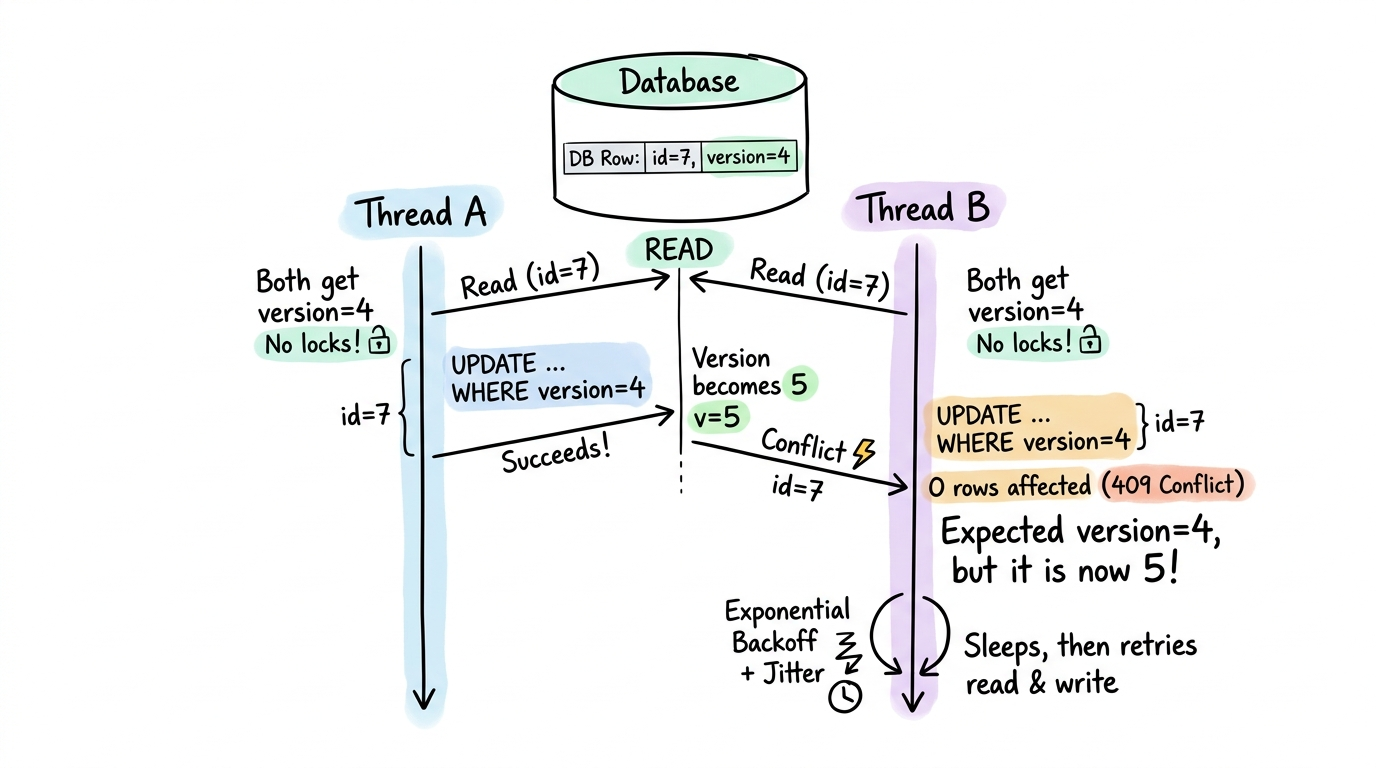 Database
DB Row: id=7, version=4
Thread A
Thread B
READ
Read (id=7)
Read (id=7)
Both get
version=4
No locks!
Both get
version=4
No locks!
UPDATE ...
WHERE version=4
id=7
Succeeds!
Version
becomes 5
v=5
Conflict
id=7
UPDATE ...
WHERE version=4
id=7
0 rows affected (409 Conflict)
Expected version=4,
but it is now 5!
Exponential
Backoff
+ Jitter
Sleeps, then retries
read & write